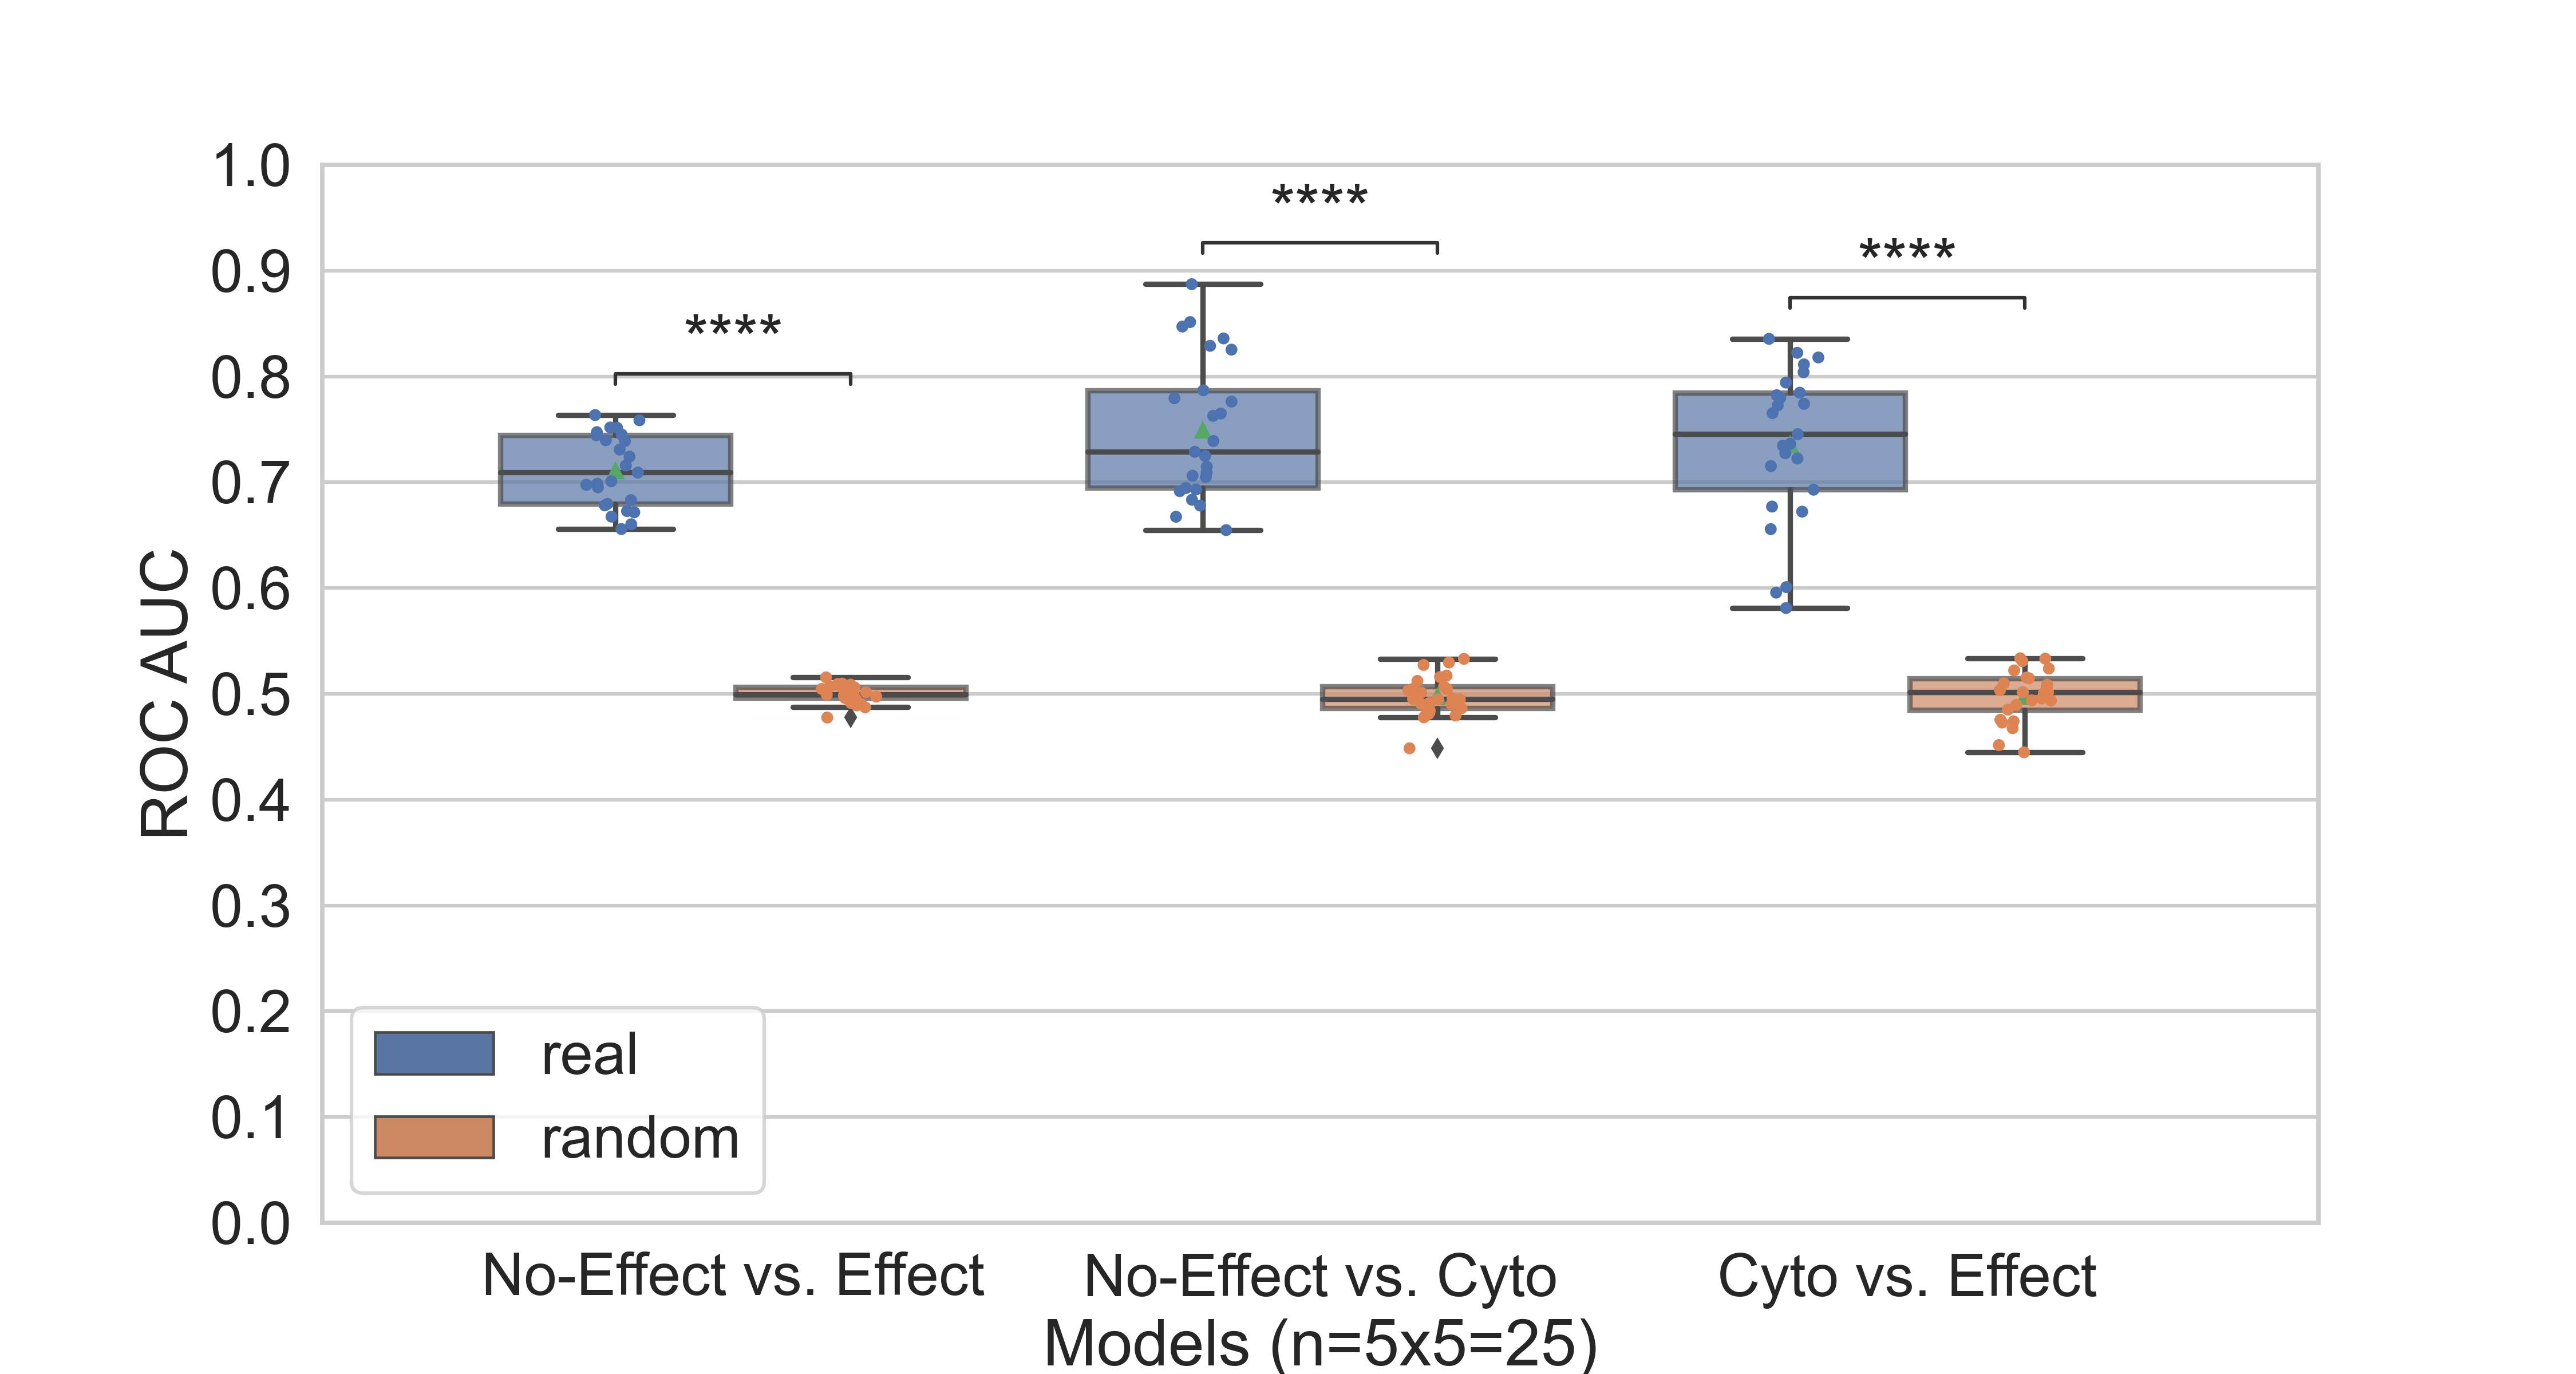 1.0
0.9
0.8
0.7
0.6
0.5
0.4
0.3
0.2
0.1
0.0
ROC AUC
****
****
****
real
random
No-Effect vs. Effect
No-Effect vs. Cyto
Cyto vs. Effect
Models (n=5x5=25)